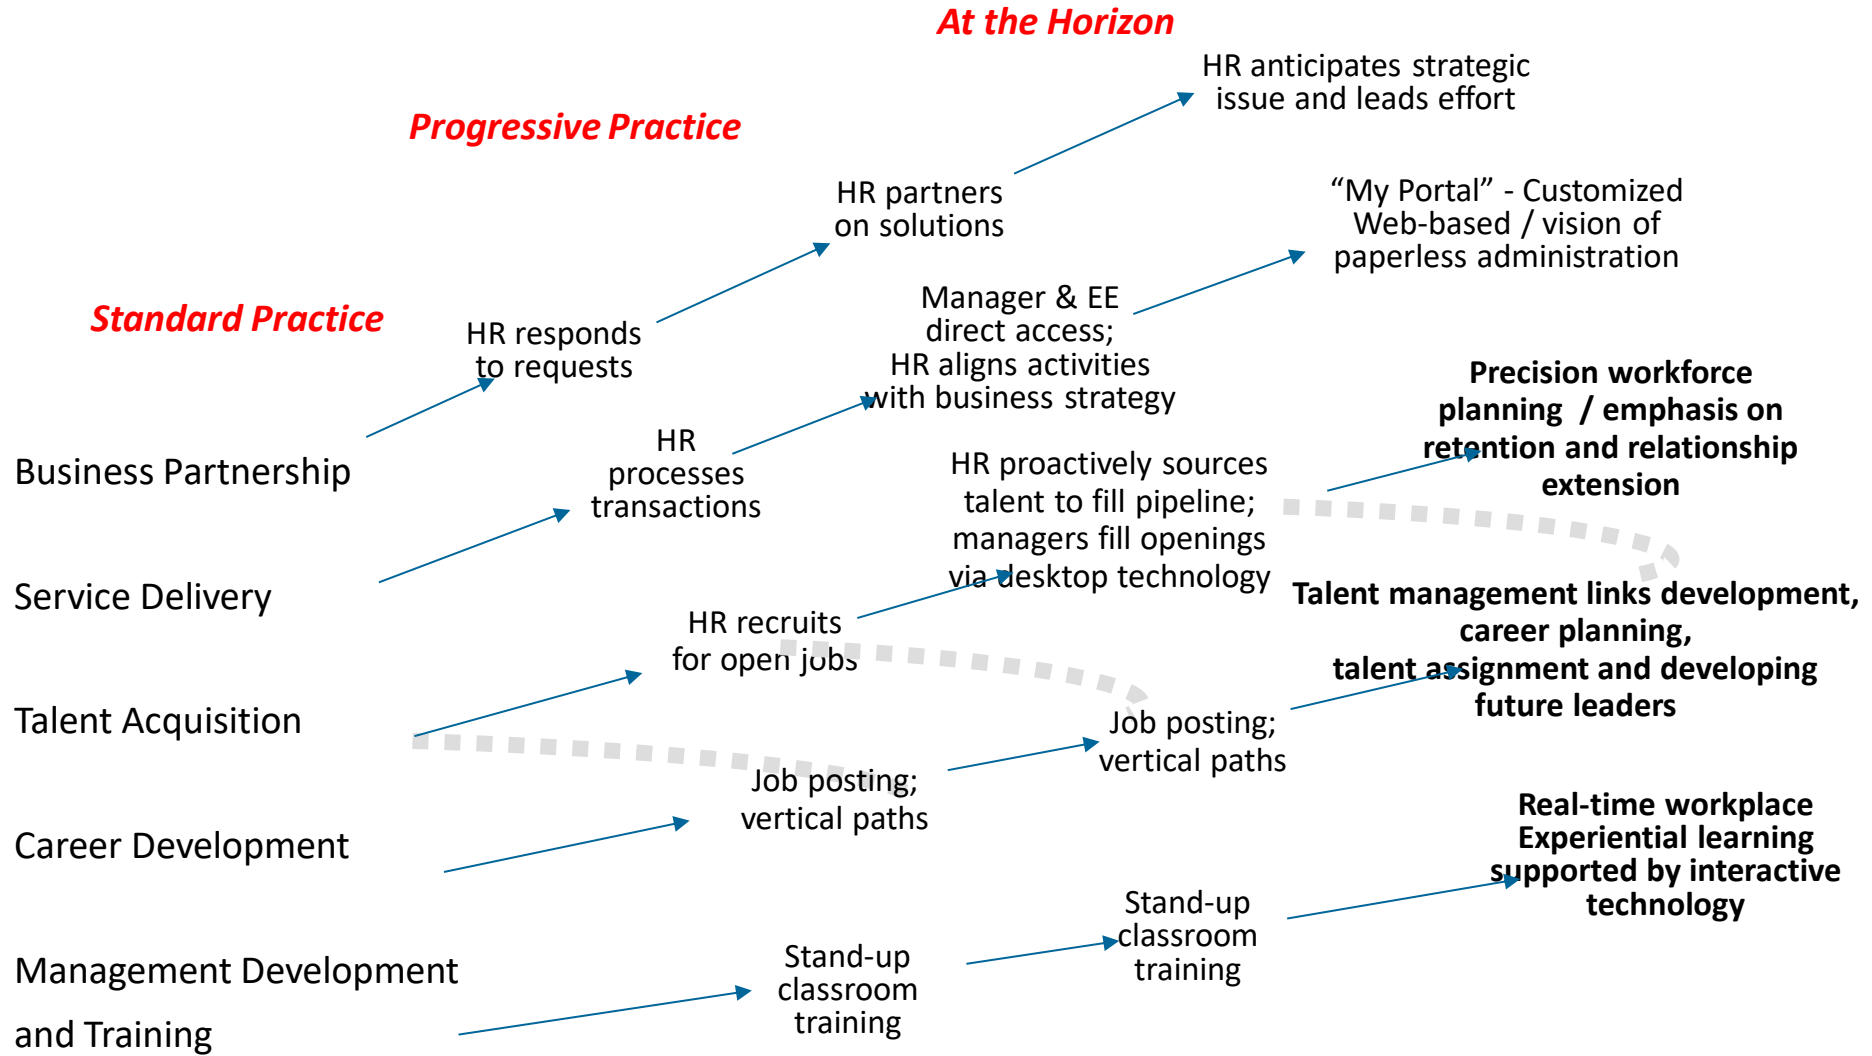 At the Horizon
HR anticipates strategic
issue and leads effort
Progressive Practice
HR partners
on solutions
“My Portal” - Customized
Web-based / vision of
paperless administration
Standard Practice
HR responds
to requests
Manager & EE
direct access;
HR aligns activities
with business strategy
Precision workforce
planning / emphasis on
retention and relationship
extension
Business Partnership
HR
processes
transactions
HR proactively sources
talent to fill pipeline;
managers fill openings
via desktop technology
Service Delivery
HR recruits
for open jobs
Talent management links development,
career planning,
talent assignment and developing
future leaders
Talent Acquisition
Job posting;
vertical paths
Job posting;
vertical paths
Career Development
Real-time workplace
Experiential learning
supported by interactive
technology
Management Development
and Training
Stand-up
classroom
training
Stand-up
classroom
training